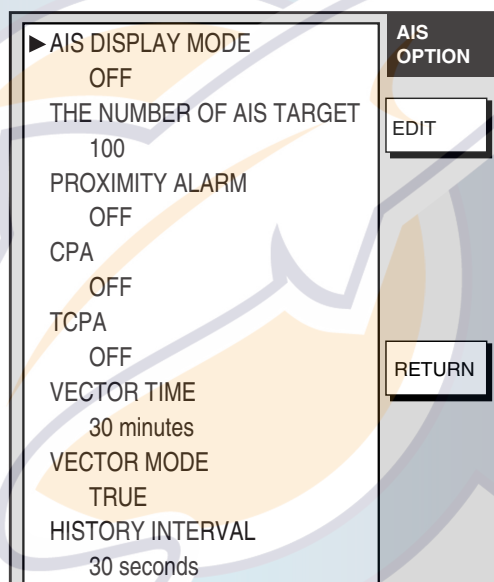 ►AIS DISPLAY MODE
OFF
THE NUMBER OF AIS TARGET
100
PROXIMITY ALARM
OFF
CPA
OFF
TCPA
OFF
VECTOR TIME
30 minutes
VECTOR MODE
TRUE
HISTORY INTERVAL
30 seconds
AIS
OPTION
EDIT
RETURN